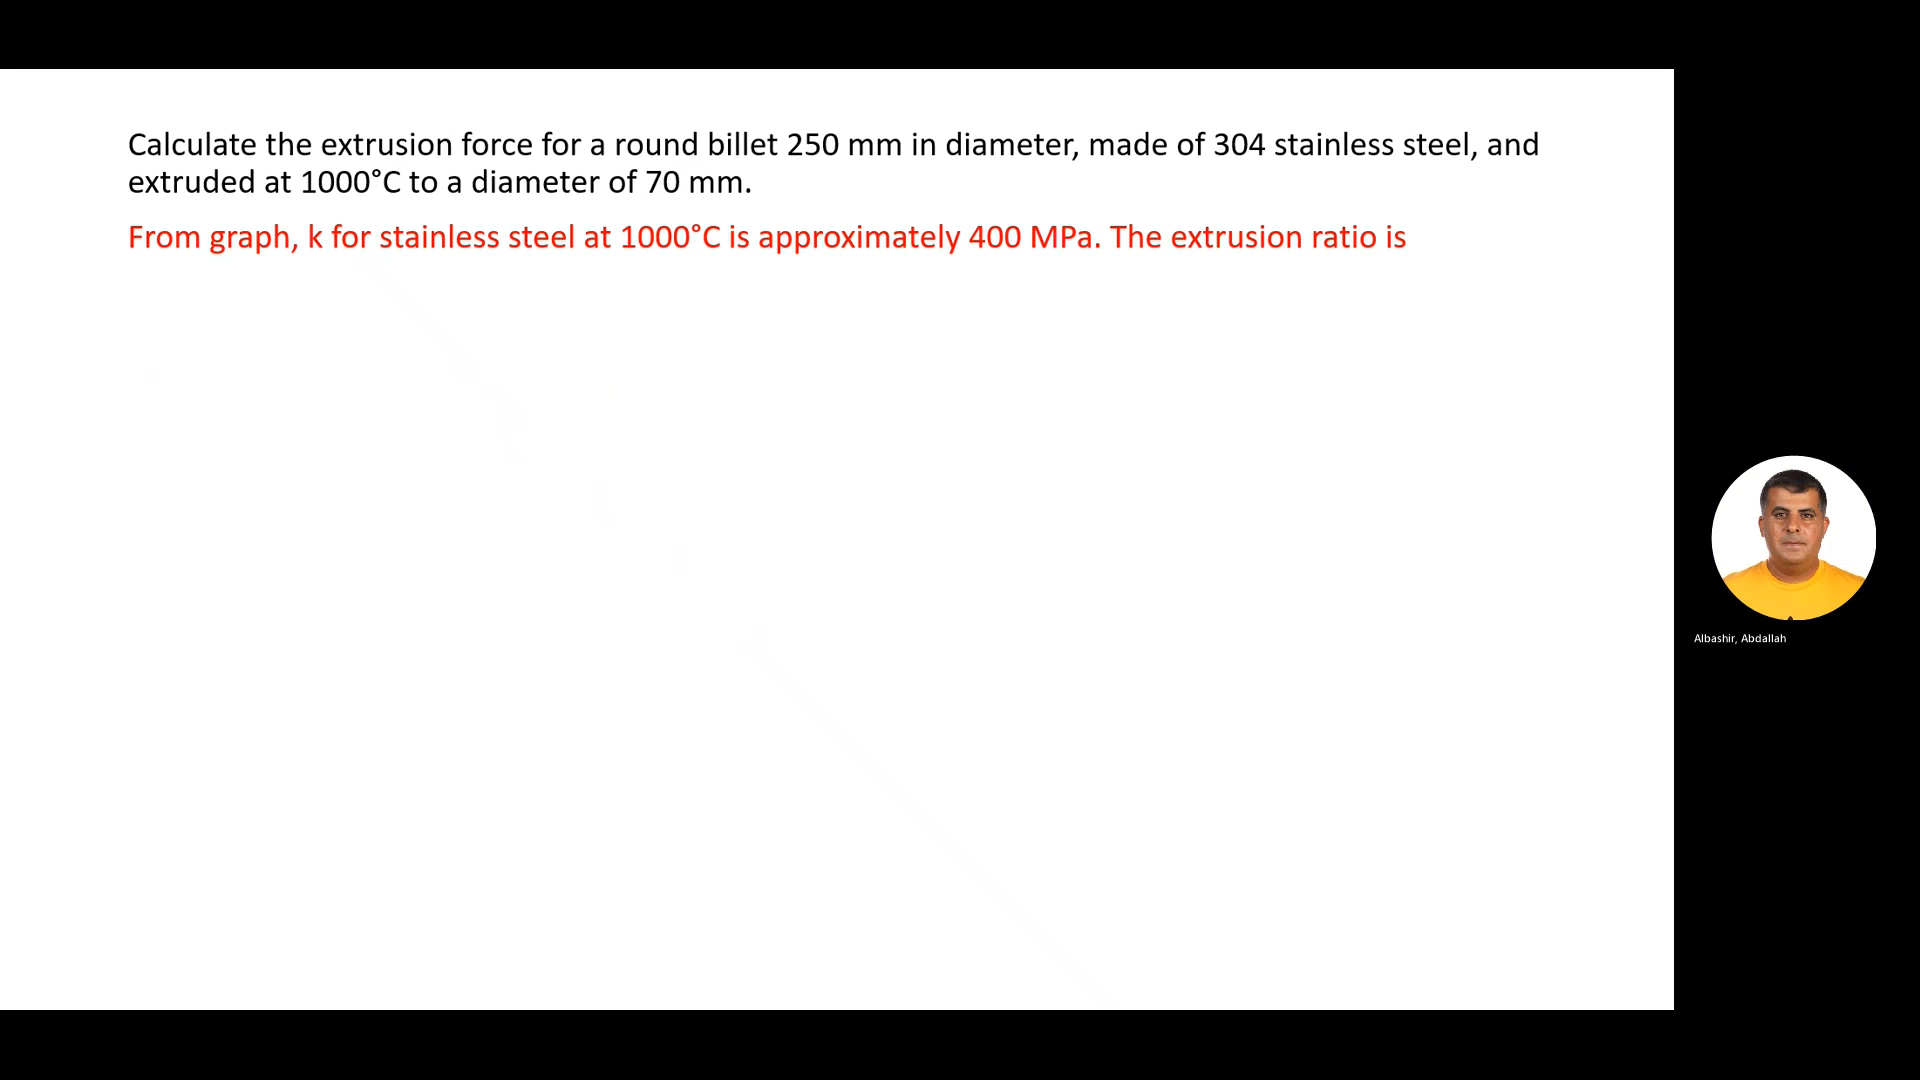 Calculate the extrusion force for a round billet 250 mm in diameter, made of 304 stainless steel, and
extruded at 1000°C to a diameter of 70 mm.
From graph, k for stainless steel at 1000°C is approximately 400 MPa. The extrusion ratio is
Albashir, Abdallah